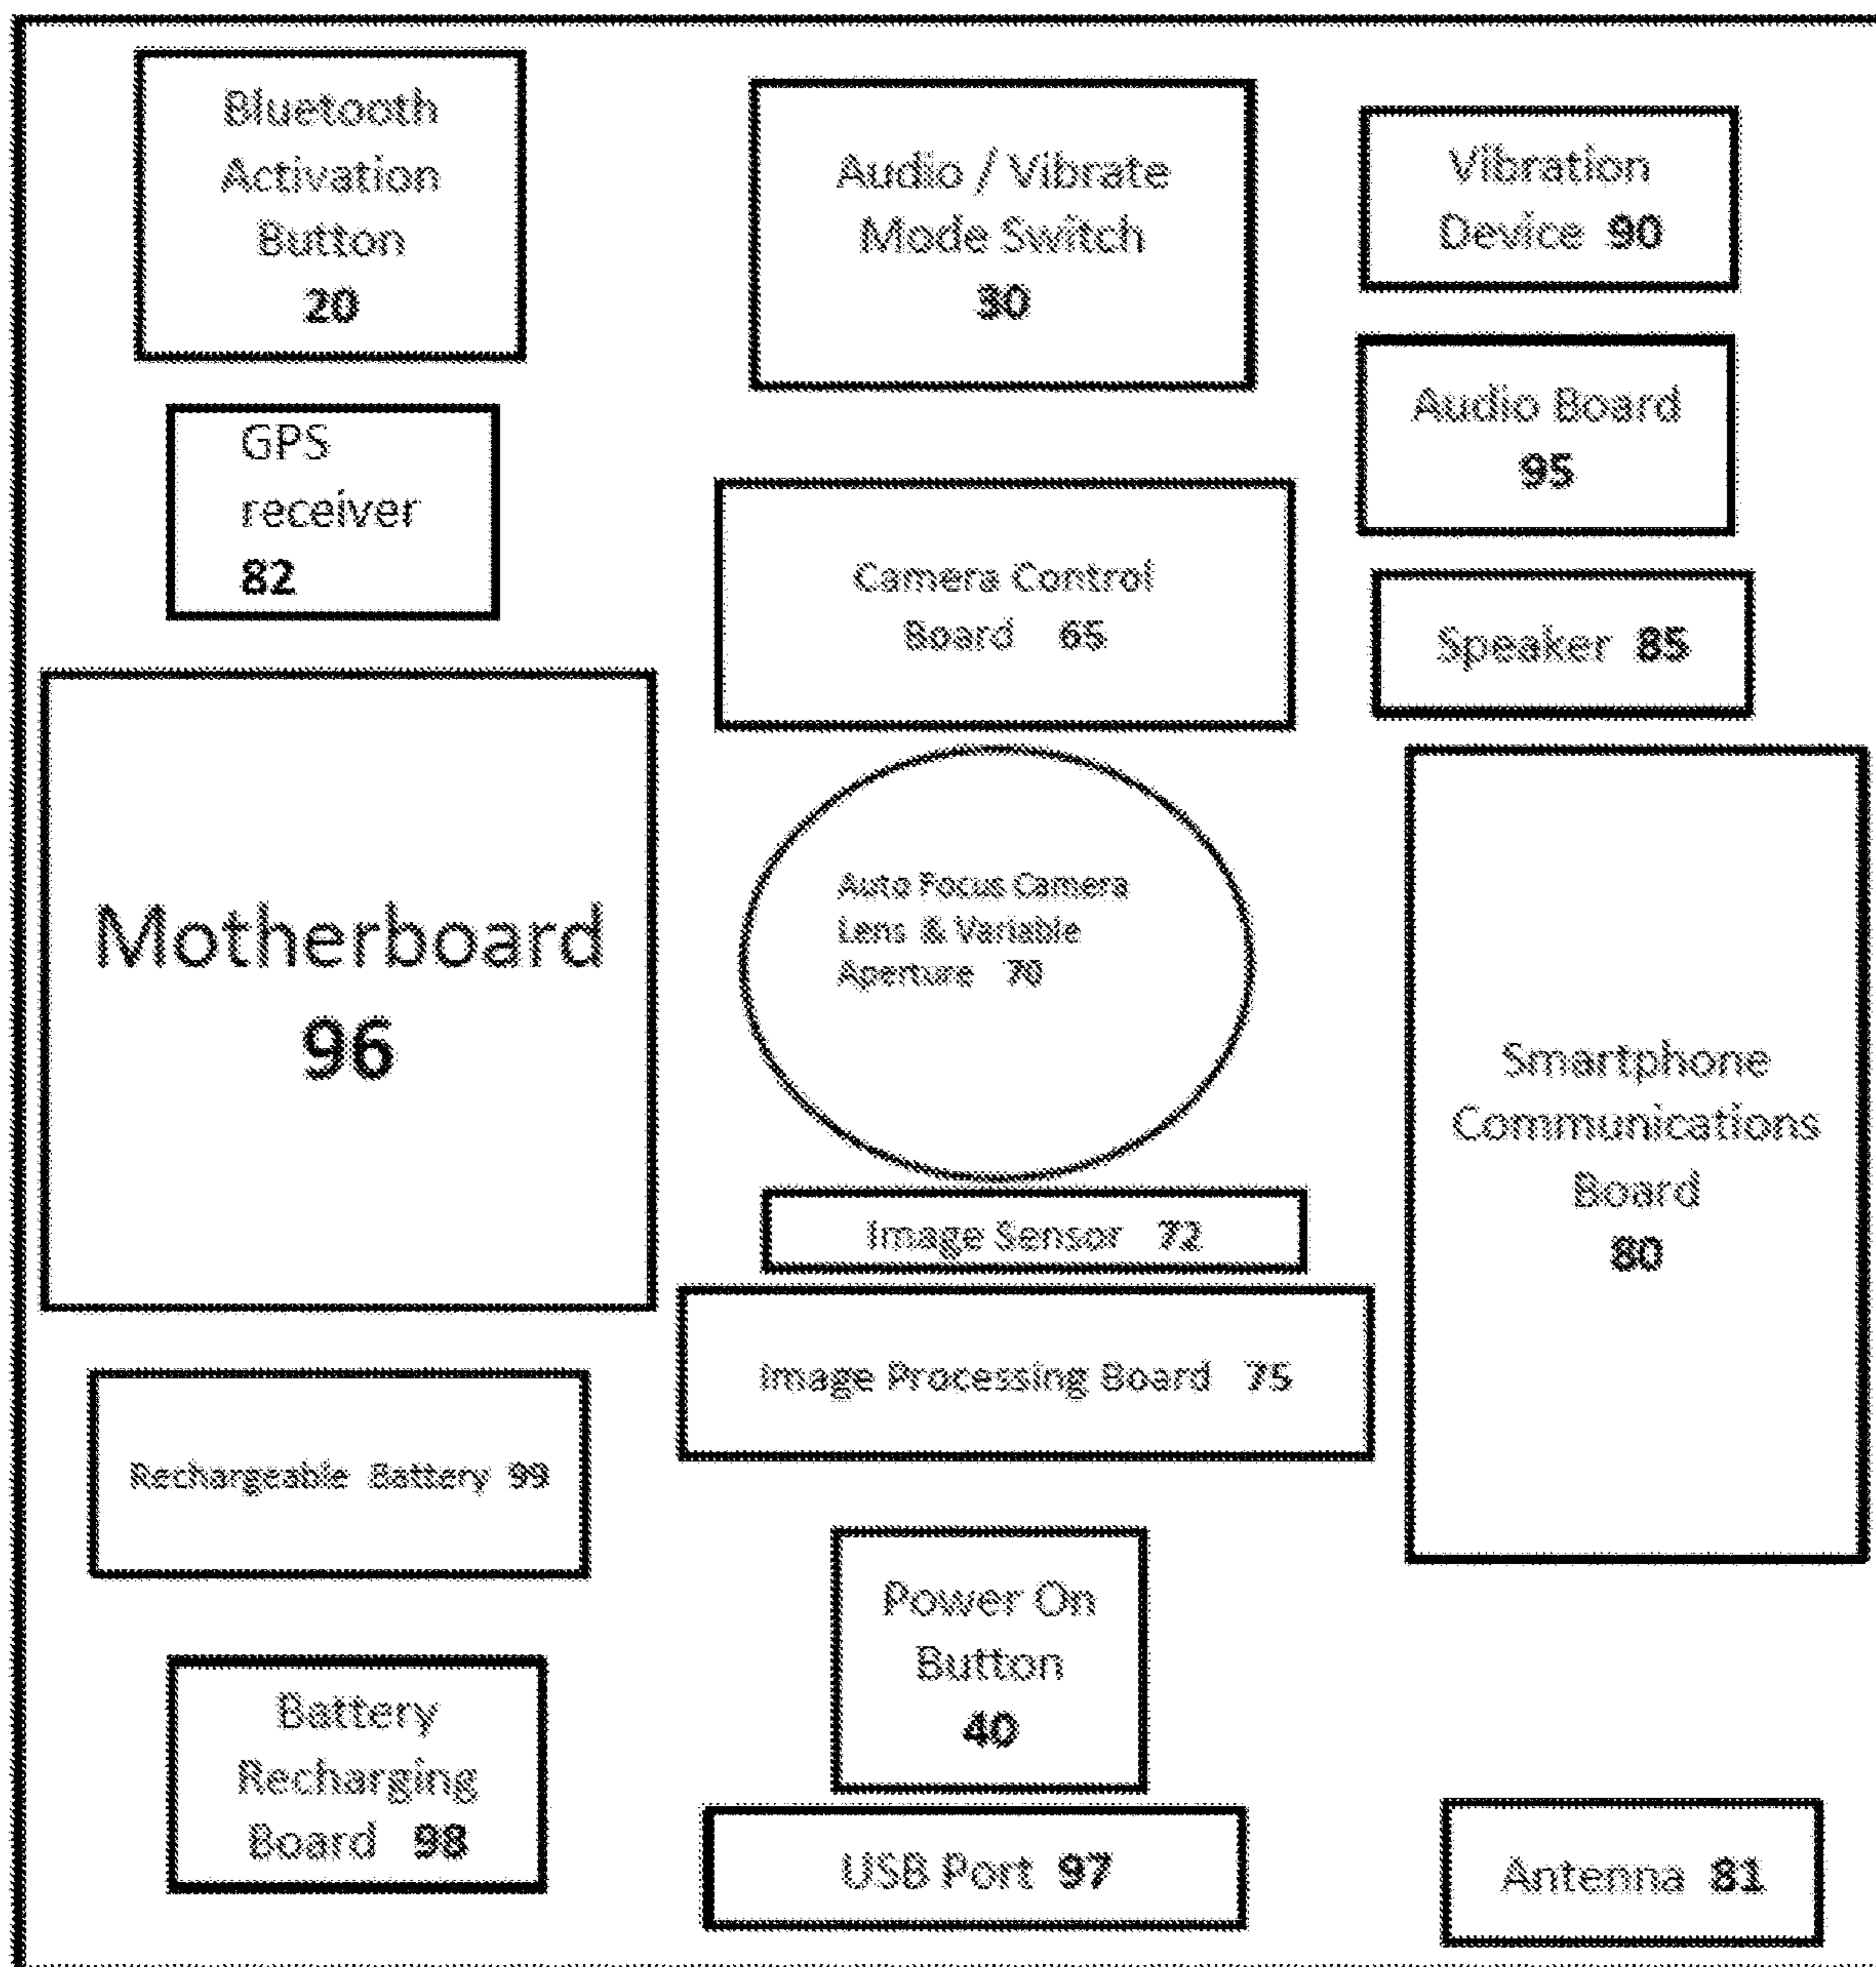 Bluetooth
Activation
Button
20
Audio / Vibrate
Mode Switch
30
Vibration
Device 90
Audio Board
95
GPS
receiver
82
Camera Control
Board 65
Speaker 85
Motherboard
96
Auto Focus Camera
Lens & Variable
Aperture 70
Smartphone
Communications
Board
80
Image Sensor 72
Image Processing Board 75
Rechargeable Battery 99
Power On
Button
40
Battery
Recharging
Board 98
USB Port 97
Antenna 81